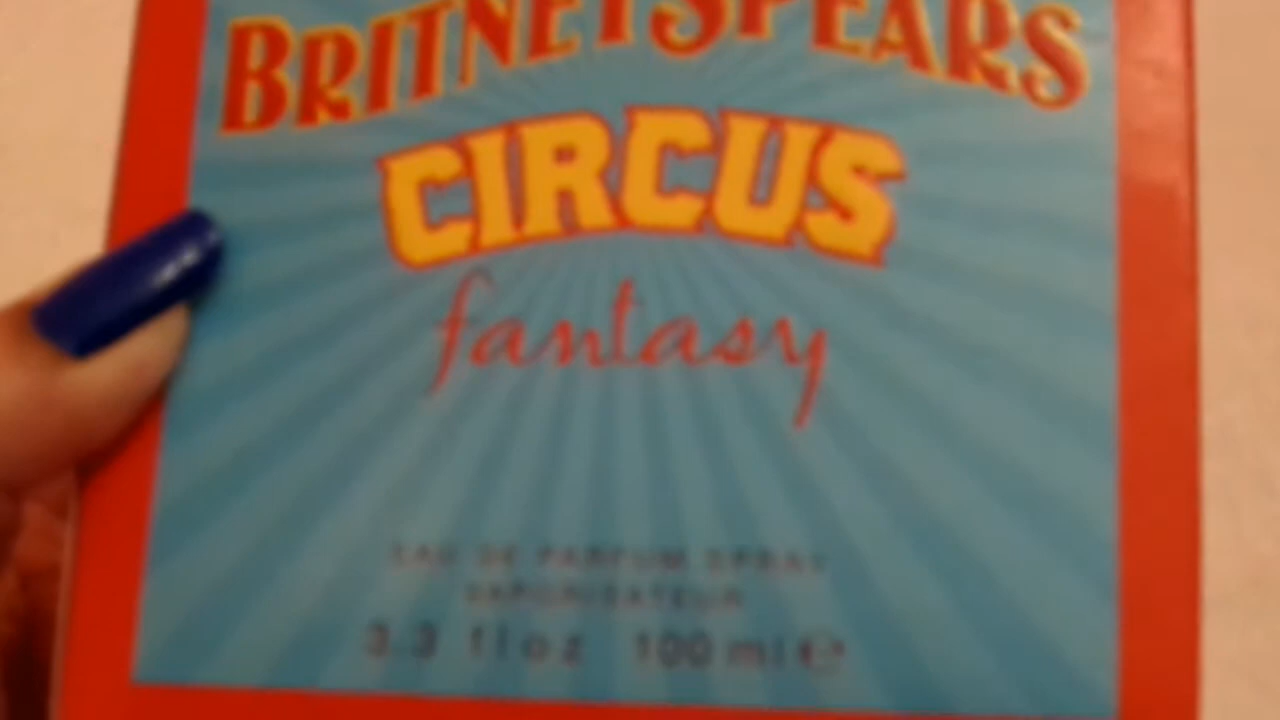 BRITNEY SPEARS
CIRCUS
fantasy
EAU DE PARFUM SPRAY
VAPORISATEUR
3.3 fl oz 100 ml ℮